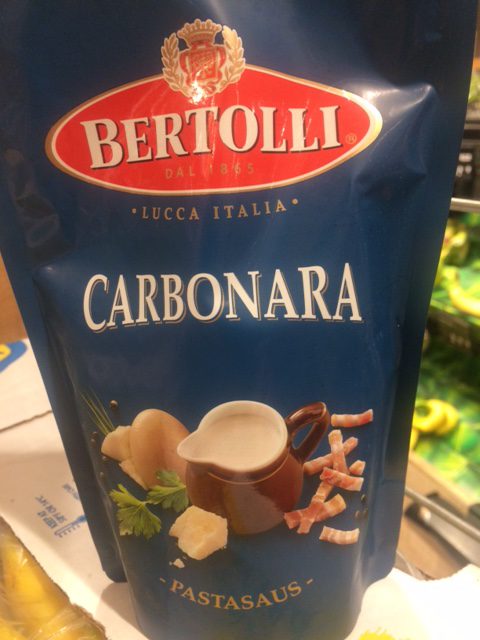 BERTOLLI®
DAL 1865
•LUCCA ITALIA•
CARBONARA
- PASTASAUS -